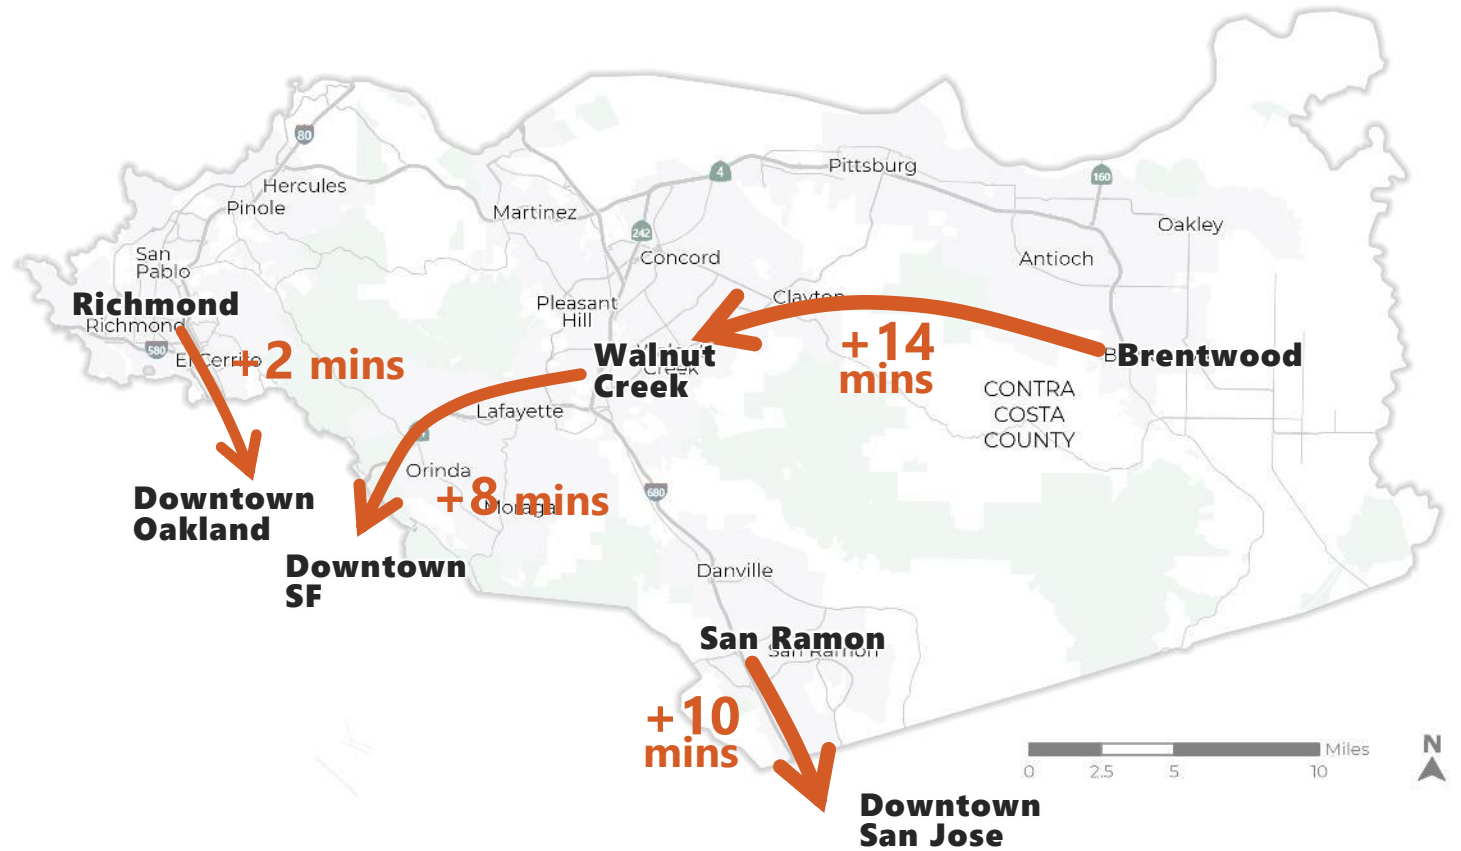 80
4
160
Hercules
Pinole
Martinez
Pittsburg
Oakley
242
San
Pablo
Concord
Antioch
Richmond
Richmond
Pleasant
Hill
Clayton
580
El Cerrito
+2 mins
Walnut
Creek
Creek
+14
mins
Brentwood
CONTRA
COSTA
COUNTY
Lafayette
Orinda
+8 mins
Moraga
680
Downtown
Oakland
Downtown
SF
Danville
San Ramon
San Ramon
+10
mins
Downtown
San Jose
Miles
0 2.5 5 10
N